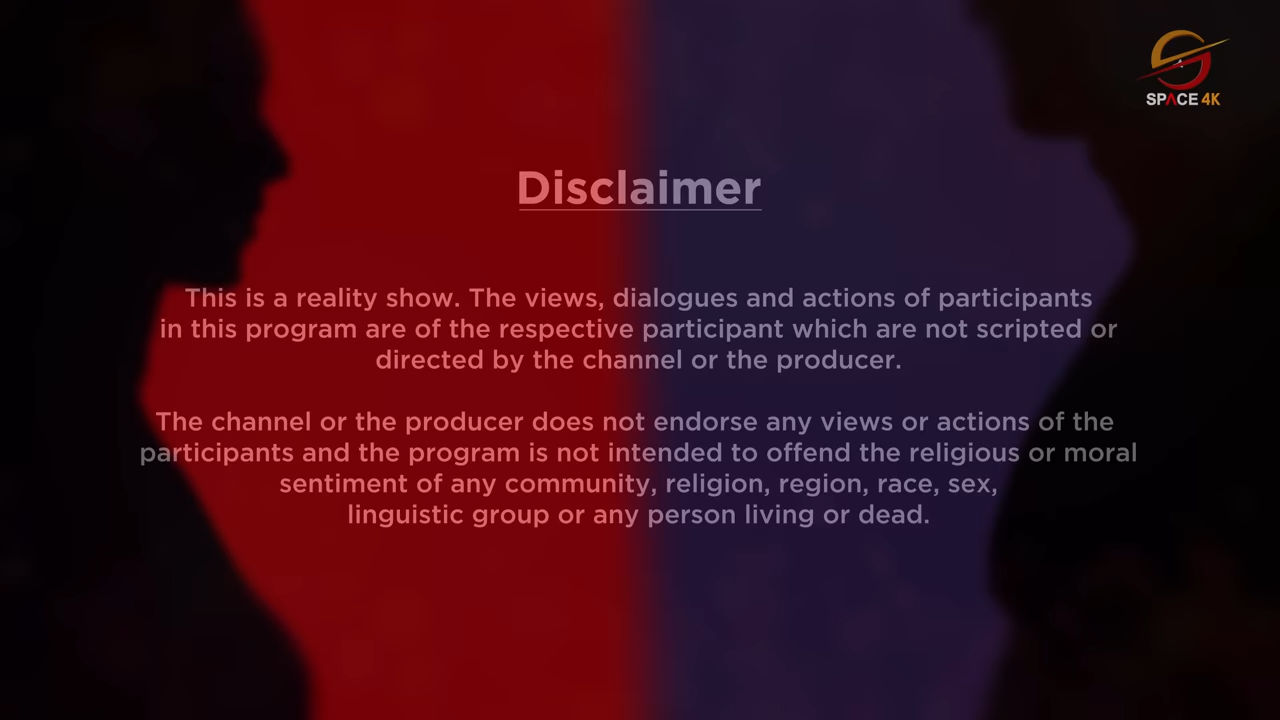 SPACE 4K
Disclaimer
This is a reality show. The views, dialogues and actions of participants
in this program are of the respective participant which are not scripted or
directed by the channel or the producer.
The channel or the producer does not endorse any views or actions of the
participants and the program is not intended to offend the religious or moral
sentiment of any community, religion, region, race, sex,
linguistic group or any person living or dead.